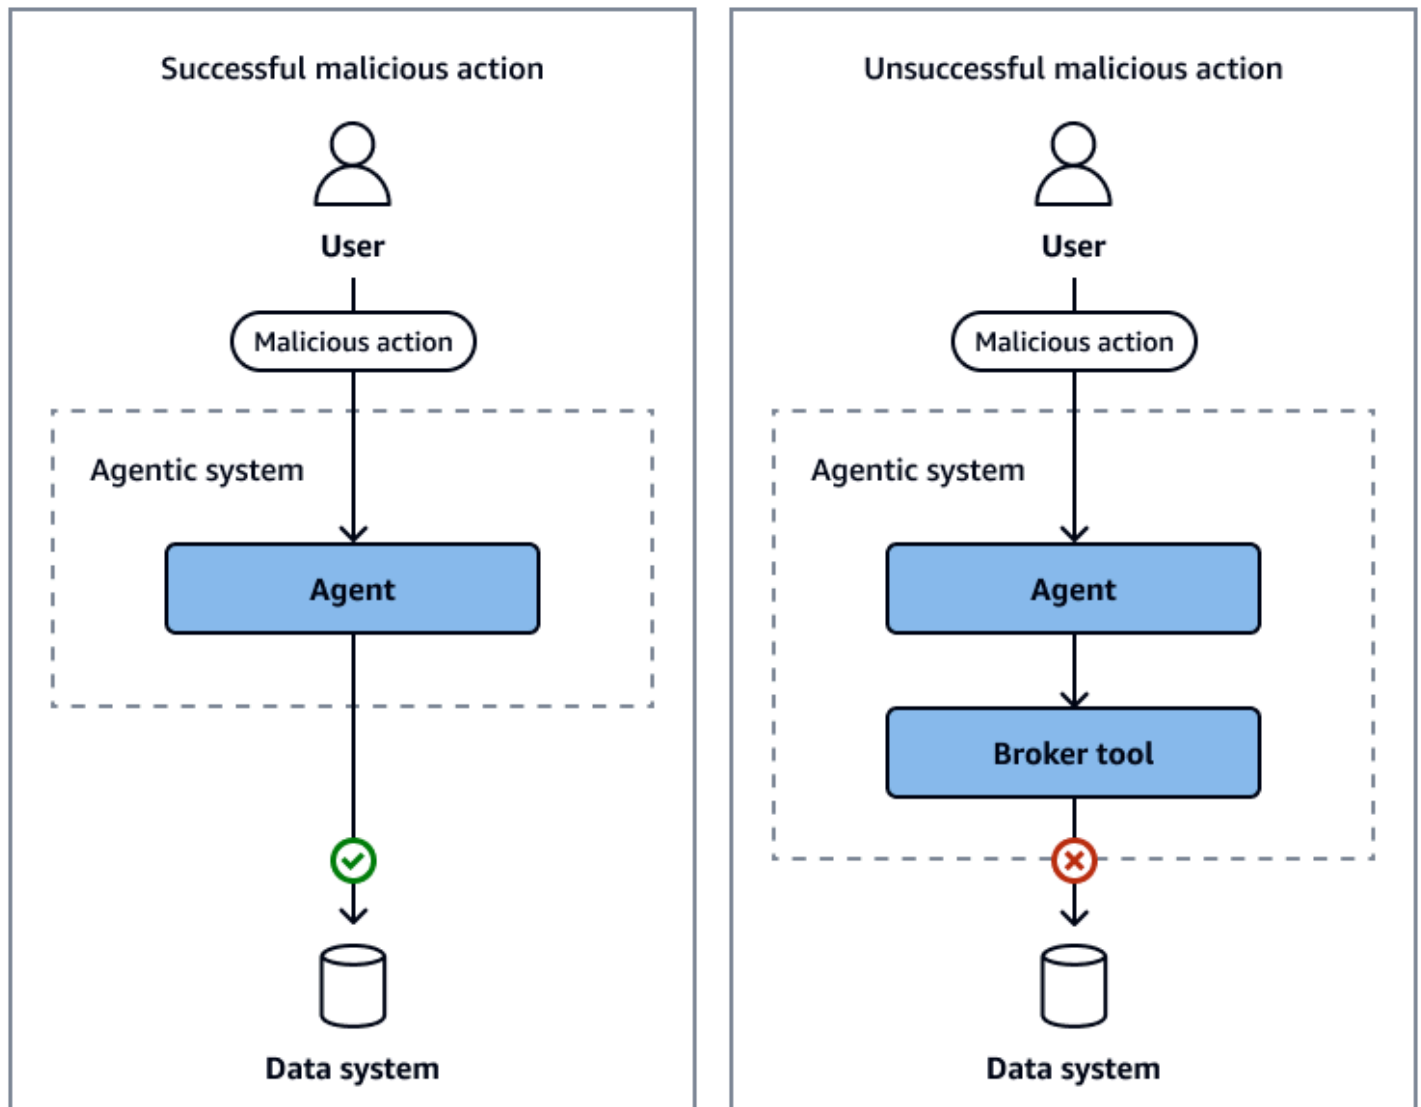 Successful malicious action
User
Malicious action
Agentic system
Agent
Data system
Unsuccessful malicious action
User
Malicious action
Agentic system
Agent
Broker tool
Data system